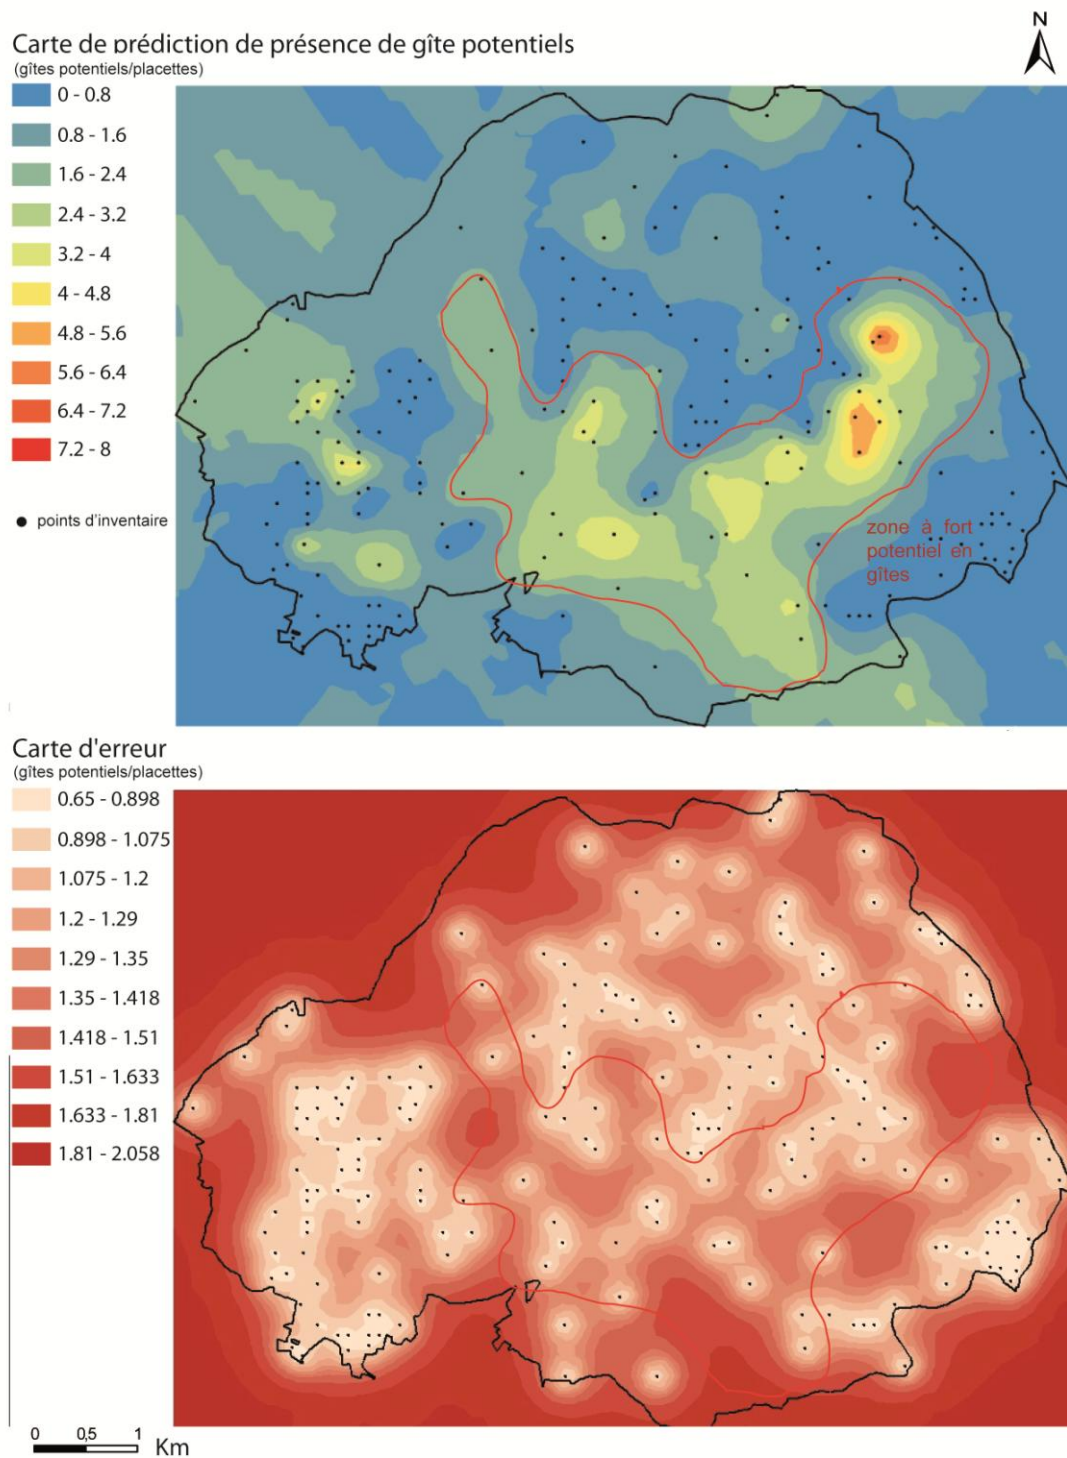 N
Carte de prédiction de présence de gîte potentiels
(gîtes potentiels/placettes)
0 - 0.8
0.8 - 1.6
1.6 - 2.4
2.4 - 3.2
3.2 - 4
4 - 4.8
4.8 - 5.6
5.6 - 6.4
6.4 - 7.2
7.2 - 8
points d'inventaire
zone à fort
potentiel en
gîtes
Carte d'erreur
(gîtes potentiels/placettes)
0.65 - 0.898
0.898 - 1.075
1.075 - 1.2
1.2 - 1.29
1.29 - 1.35
1.35 - 1.418
1.418 - 1.51
1.51 - 1.633
1.633 - 1.81
1.81 - 2.058
0 0,5 1
Km